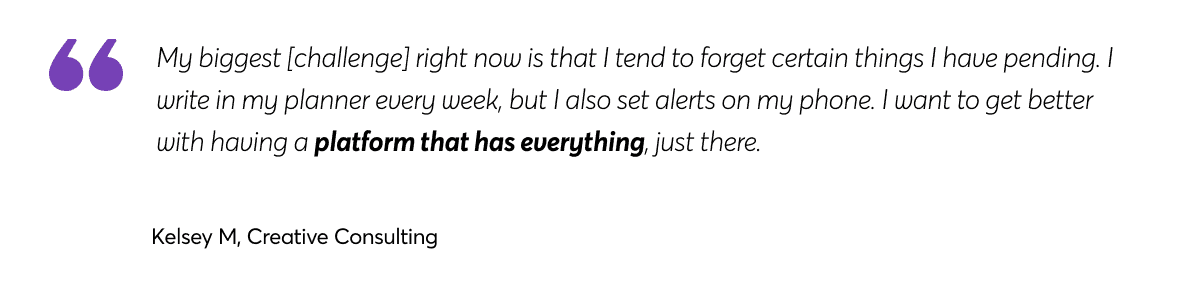 My biggest [challenge] right now is that I tend to forget certain things I have pending. I
write in my planner every week, but I also set alerts on my phone. I want to get better
with having a platform that has everything, just there.
Kelsey M, Creative Consulting